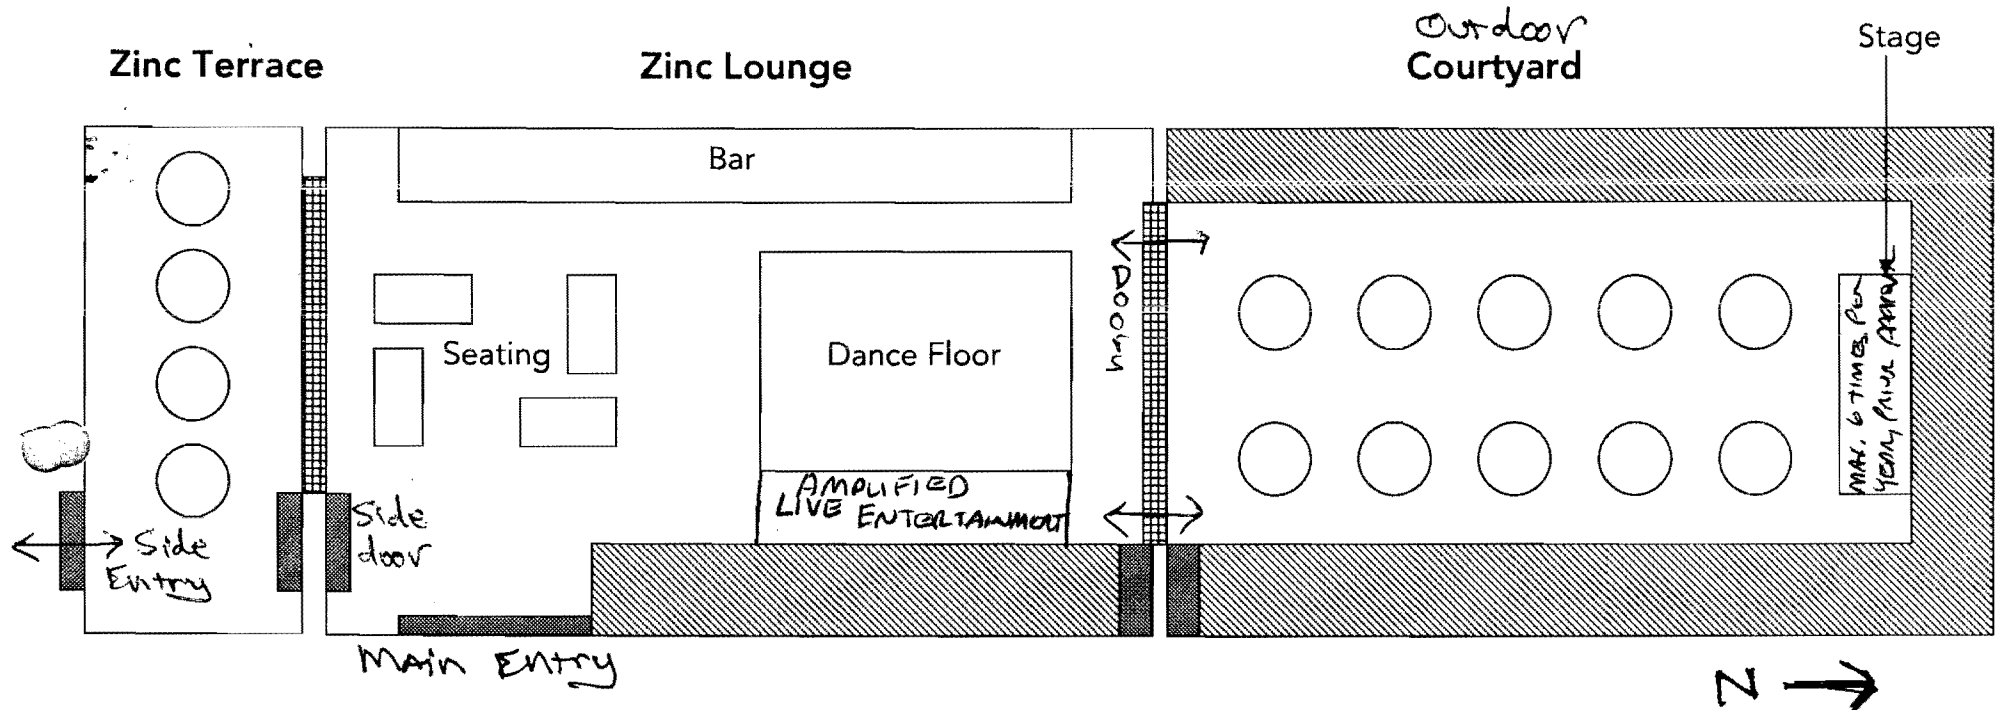 Zinc Terrace
Zinc Lounge
Outdoor
Courtyard
Stage
Bar
Doors
Seating
Dance Floor
AMPLIFIED
LIVE ENTERTAINMENT
MAX. 6 TIMES PER
YEAR, PRIOR
Side
door
Side
Entry
Main Entry
N